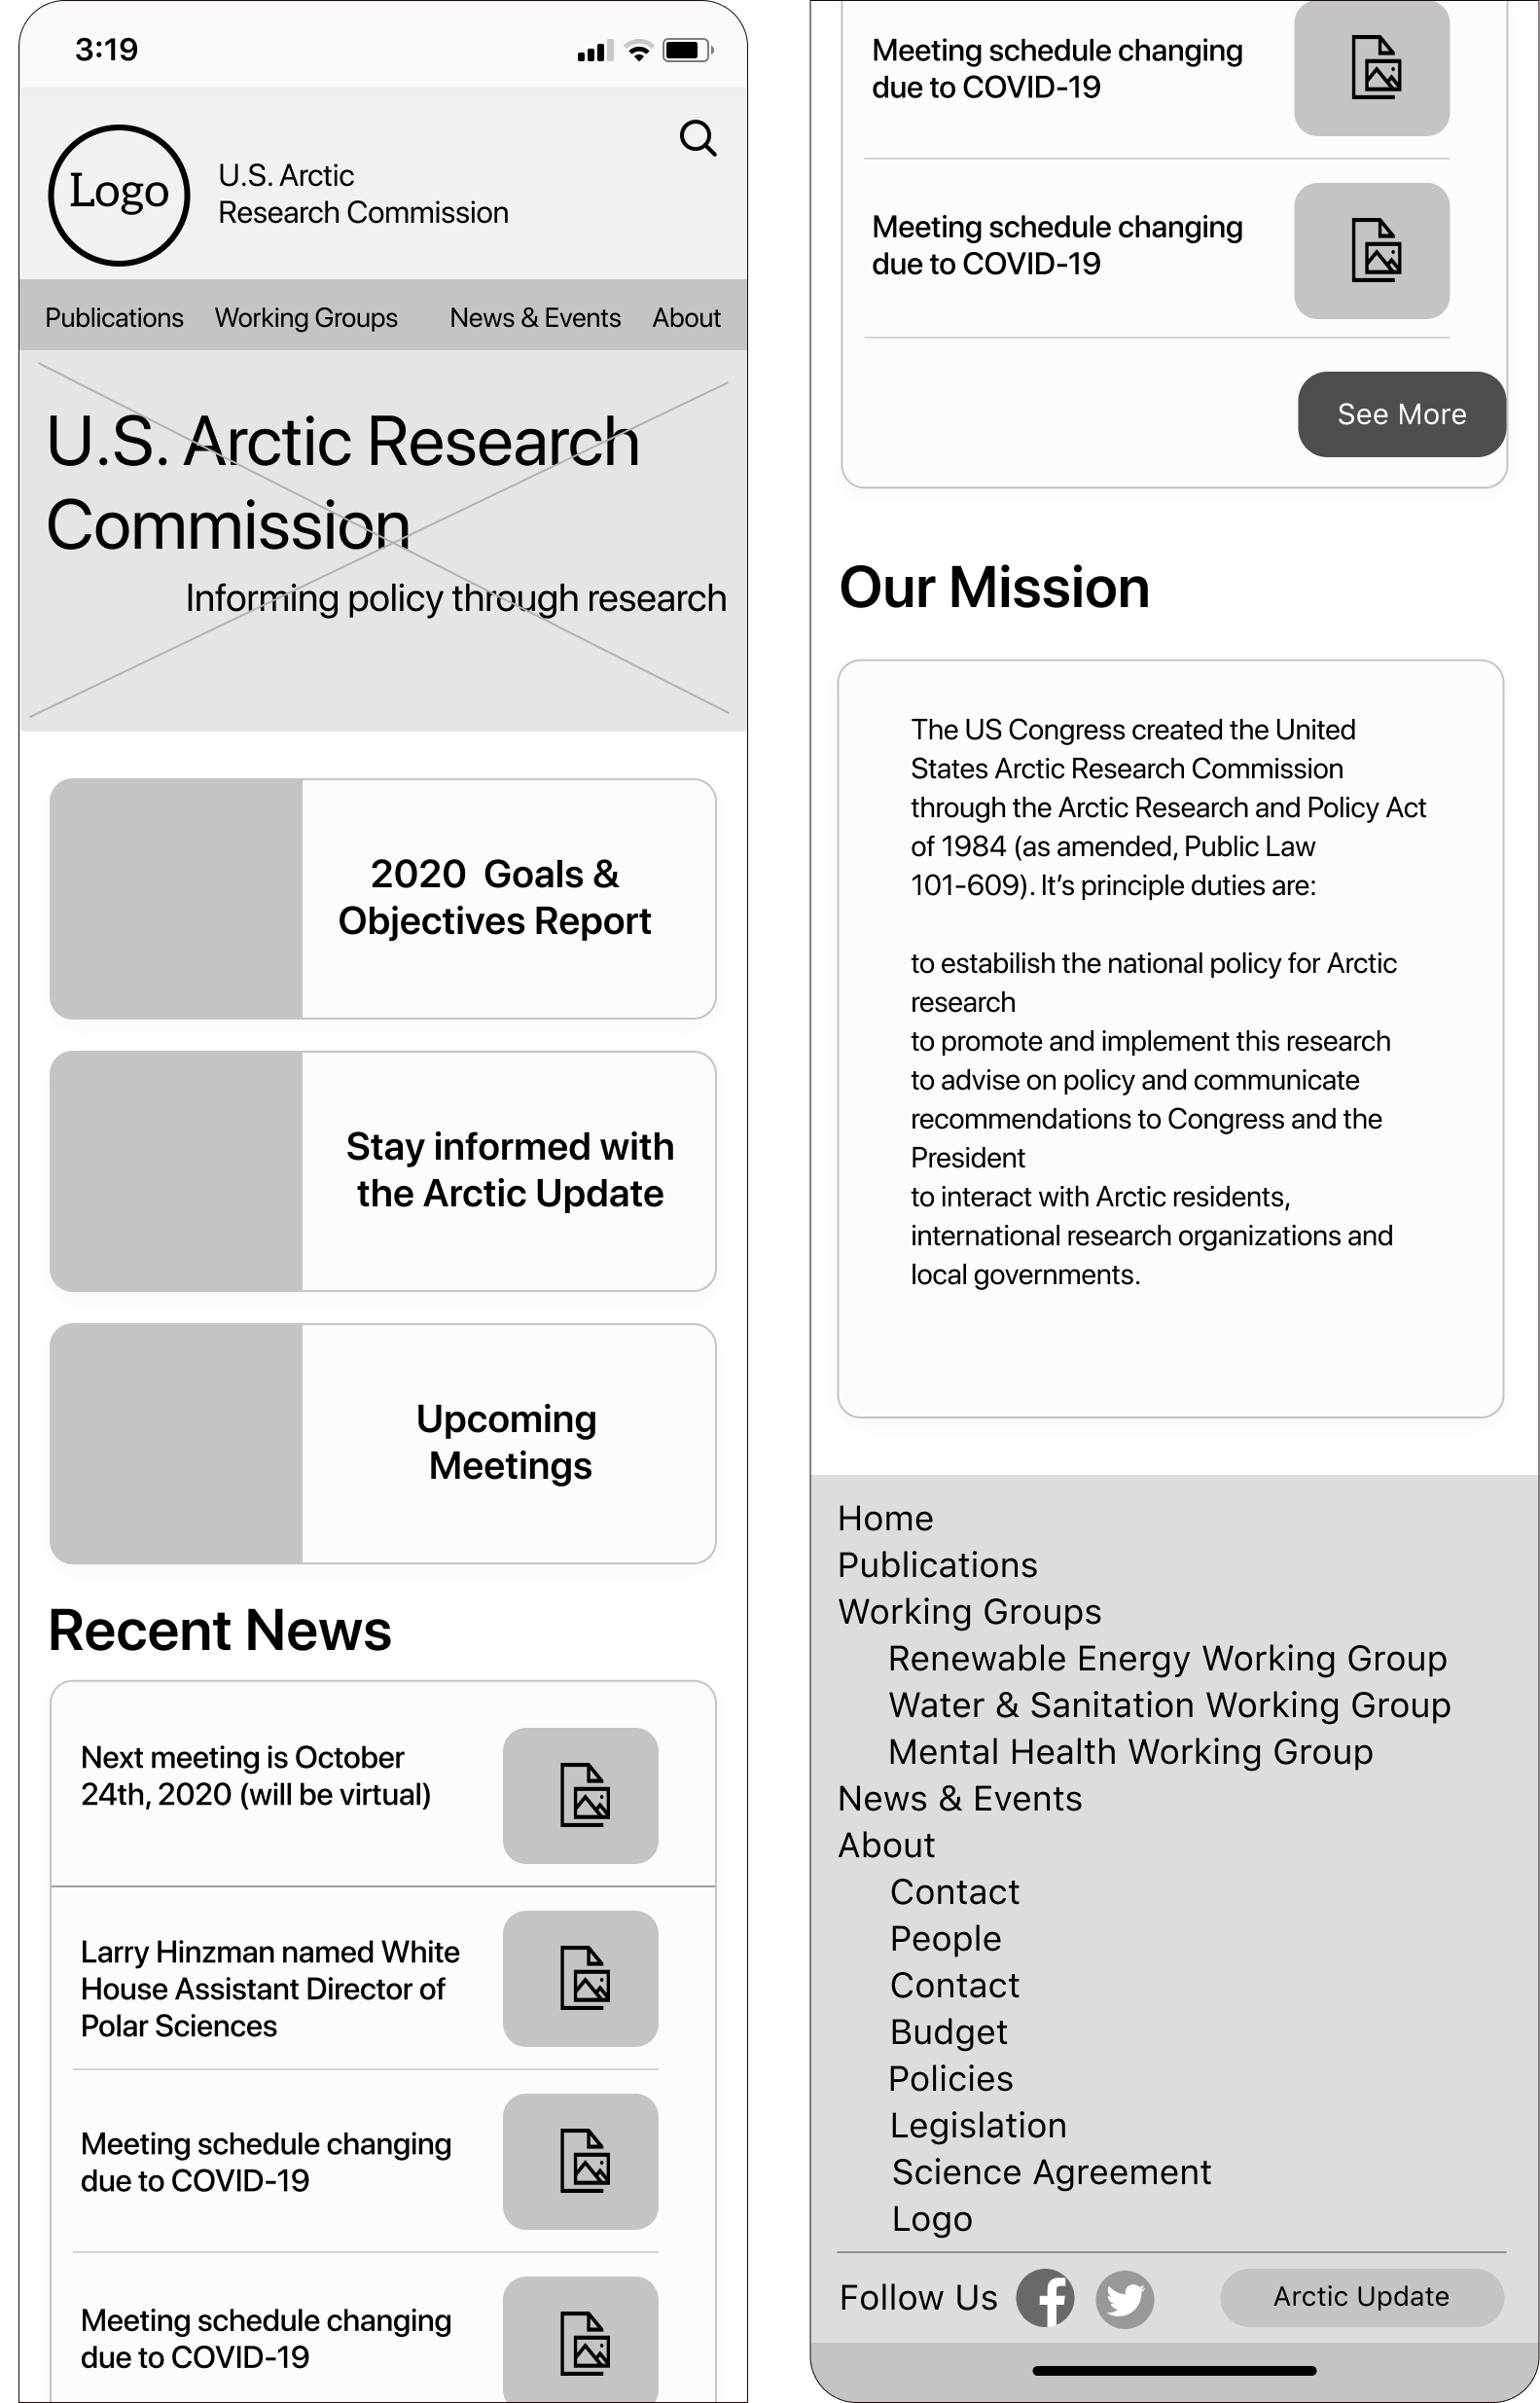 3:19
Logo
U.S. Arctic
Research Commission
Publications Working Groups News & Events About
U.S. Arctic Research
Commission
Informing policy through research
2020 Goals &
Objectives Report
Stay informed with
the Arctic Update
Upcoming
Meetings
Recent News
Next meeting is October
24th, 2020 (will be virtual)
Larry Hinzman named White
House Assistant Director of
Polar Sciences
Meeting schedule changing
due to COVID-19
Meeting schedule changing
due to COVID-19
Meeting schedule changing
due to COVID-19
Meeting schedule changing
due to COVID-19
See More
Our Mission
The US Congress created the United
States Arctic Research Commission
through the Arctic Research and Policy Act
of 1984 (as amended, Public Law
101-609). It’s principle duties are:
to estabilish the national policy for Arctic
research
to promote and implement this research
to advise on policy and communicate
recommendations to Congress and the
President
to interact with Arctic residents,
international research organizations and
local governments.
Home
Publications
Working Groups
Renewable Energy Working Group
Water & Sanitation Working Group
Mental Health Working Group
News & Events
About
Contact
People
Contact
Budget
Policies
Legislation
Science Agreement
Logo
Follow Us
Arctic Update